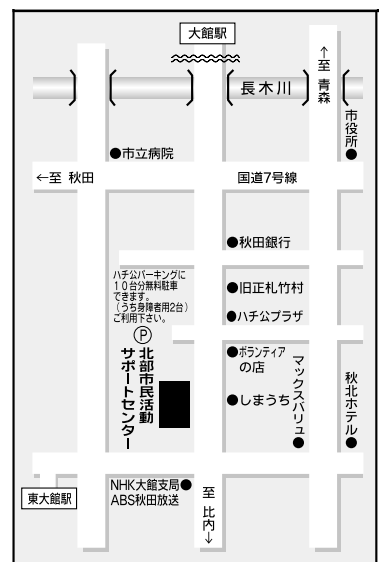 大館駅
↑至 青森
長木川
市役所
●市立病院
←至 秋田
国道7号線
●秋田銀行
ハチ公パーキングに
１０台分無料駐車
できます。
（うち身障者用2台）
ご利用下さい。
●旧正札竹村
●ハチ公プラザ
Ⓟ
北部市民活動
サポートセンター
●ボランティア
の店
マックスバリュ●
秋北ホテル●
●しまうち
NHK大館支局●
ABS秋田放送
至 比内↓
東大館駅